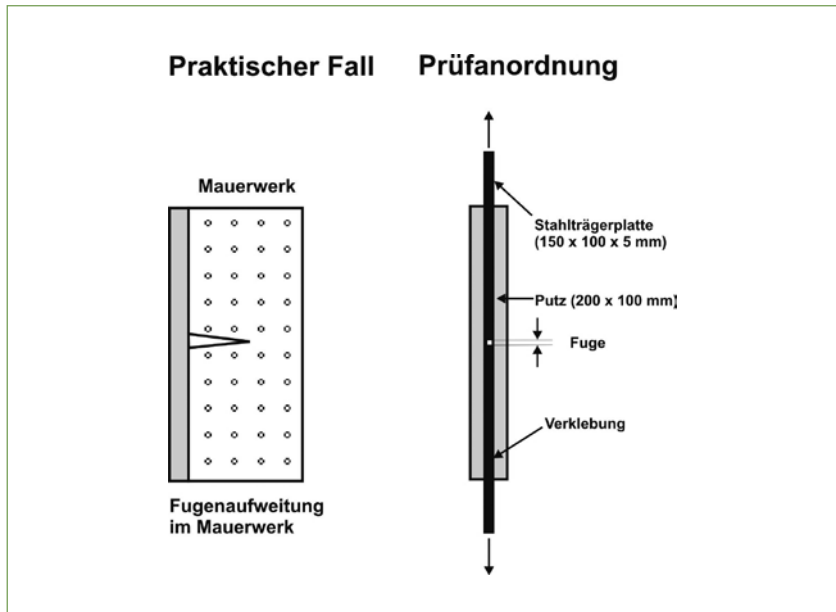 Praktischer Fall
Prüfanordnung
Mauerwerk
Stahlträgerplatte
(150 x 100 x 5 mm)
Putz (200 x 100 mm)
Fuge
Verklebung
Fugenaufweitung
im Mauerwerk